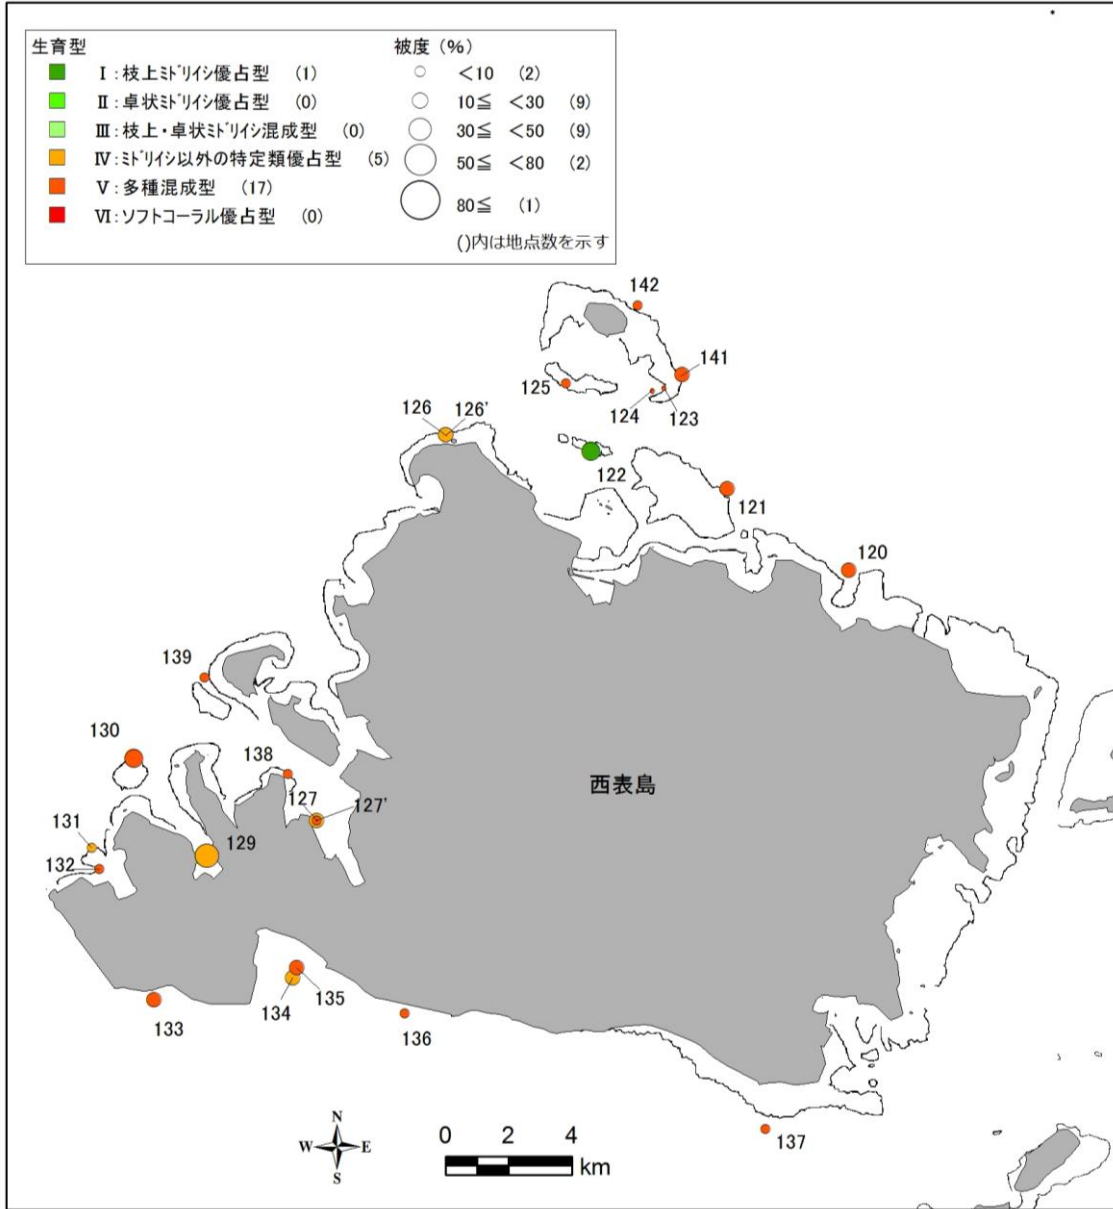 生育型
Ⅰ:枝上ミドリイシ優占型 (1)
Ⅱ:卓状ミドリイシ優占型 (0)
Ⅲ:枝上・卓状ミドリイシ混成型 (0)
Ⅳ:ミドリイシ以外の特定類優占型 (5)
Ⅴ:多種混成型 (17)
Ⅵ:ソフトコーラル優占型 (0)
被度 (%)
<10 (2)
10≦ <30 (9)
30≦ <50 (9)
50≦ <80 (2)
80≦ (1)
()内は地点数を示す
142
141
125
124
123
126
126'
122
121
120
139
130
138
127
127'
西表島
131
129
132
135
134
133
136
137
N
W
E
S
0 2 4
km